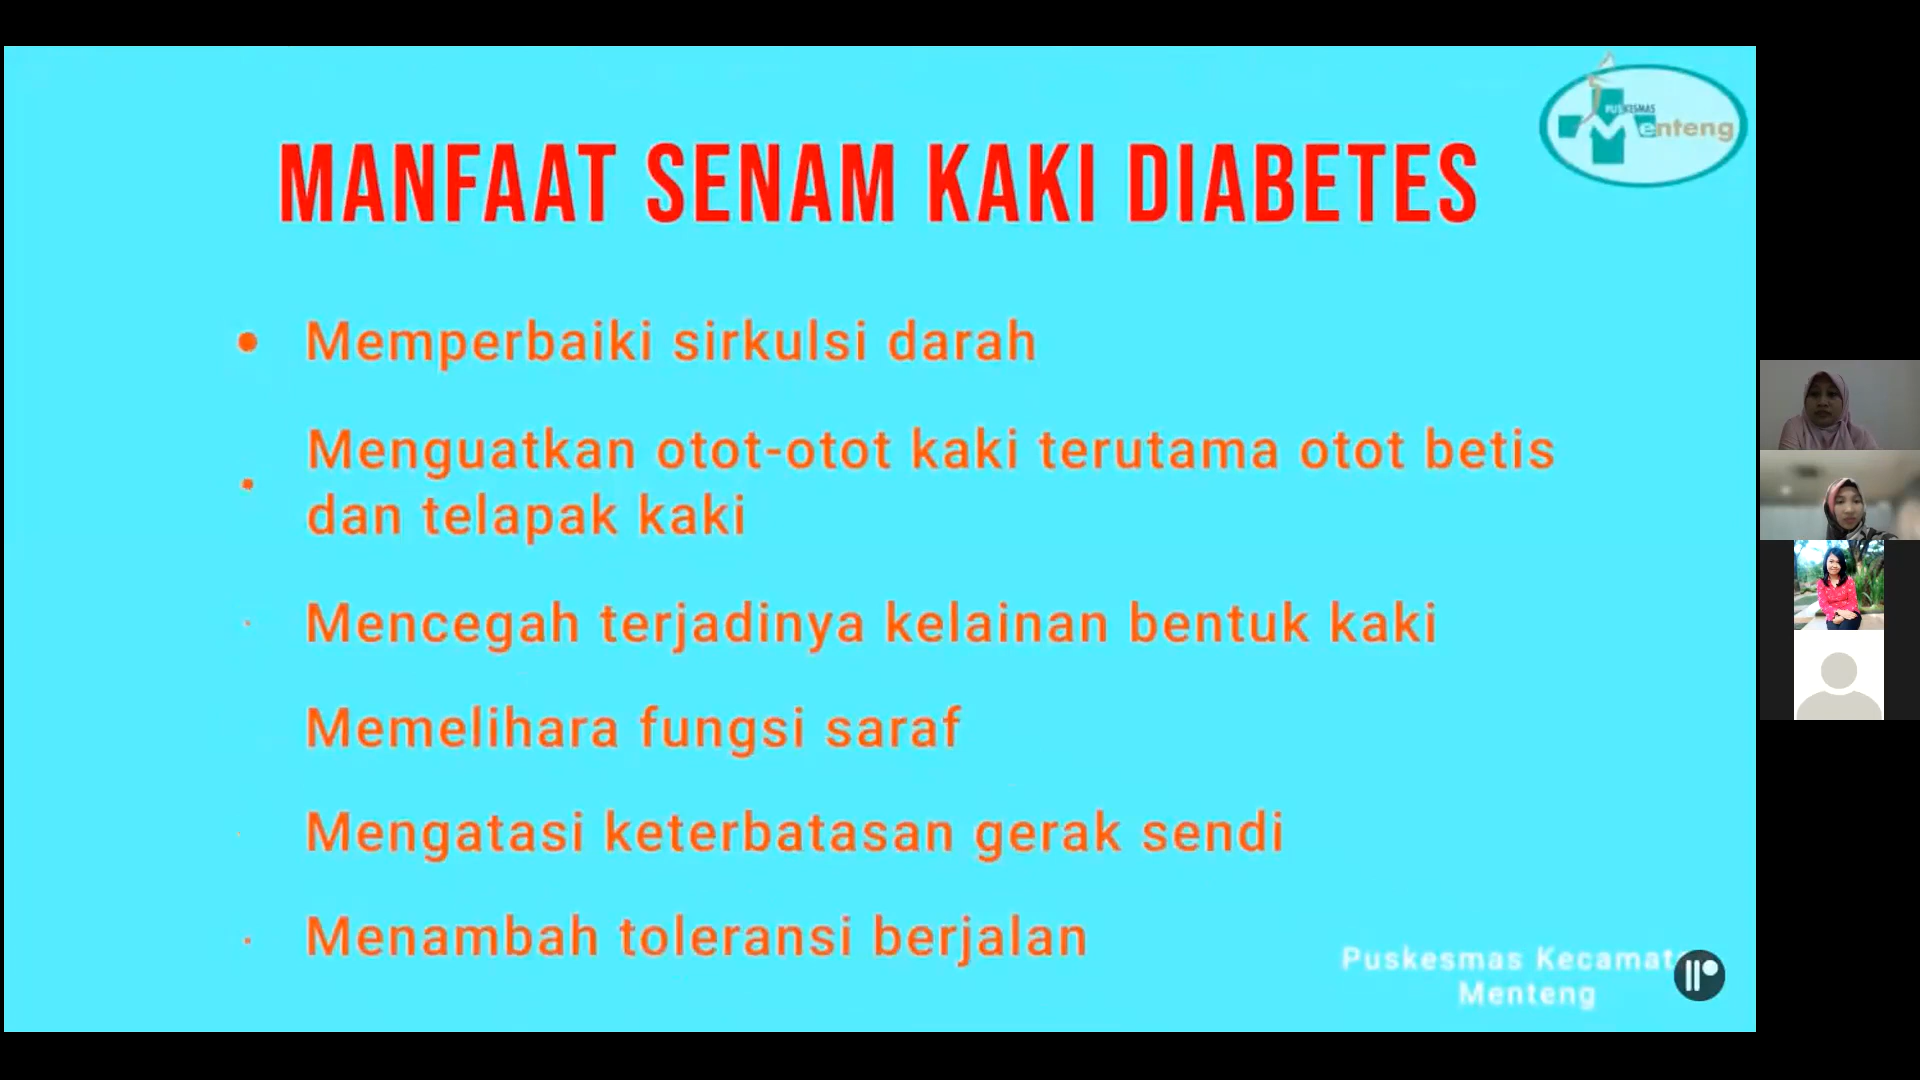 PUSKESMAS
Menteng
MANFAAT SENAM KAKI DIABETES
Memperbaiki sirkulsi darah
Menguatkan otot-otot kaki terutama otot betis
dan telapak kaki
Mencegah terjadinya kelainan bentuk kaki
Memelihara fungsi saraf
Mengatasi keterbatasan gerak sendi
Menambah toleransi berjalan
Puskesmas Kecamat
Menteng